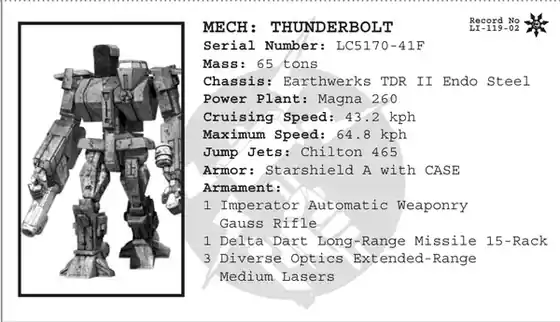 MECH: THUNDERBOLT
Record No
LI-119-02
Serial Number: LC5170-41F
Mass: 65 tons
Chassis: Earthwerks TDR II Endo Steel
Power Plant: Magna 260
Cruising Speed: 43.2 kph
Maximum Speed: 64.8 kph
Jump Jets: Chilton 465
Armor: Starshield A with CASE
Armament:
1 Imperator Automatic Weaponry
Gauss Rifle
1 Delta Dart Long-Range Missile 15-Rack
3 Diverse Optics Extended-Range
Medium Lasers